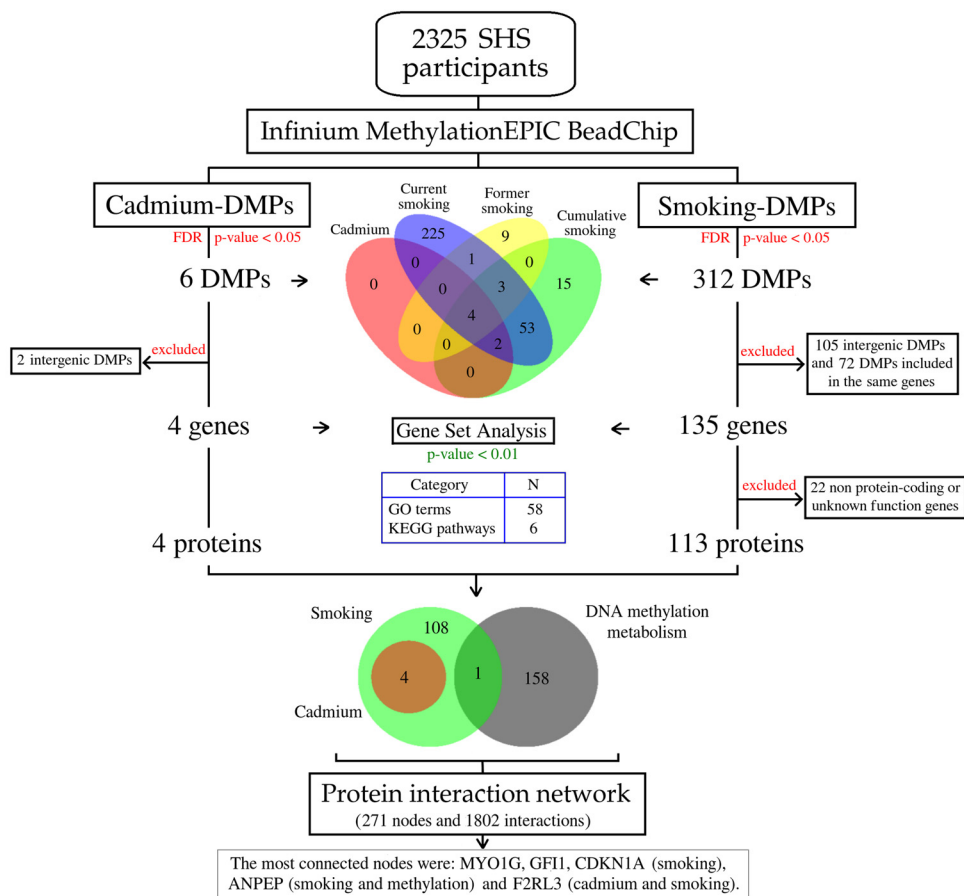 2325 SHS
participants
Infinium MethylationEPIC BeadChip
Cadmium-DMPs
FDR p-value < 0.05
6 DMPs
excluded
2 intergenic DMPs
4 genes
4 proteins
Cadmium
Current
smoking
Former
smoking
Cumulative
smoking
225
9
0
1
0
0
0
3
15
4
0
53
0
2
0
Smoking-DMPs
FDR p-value < 0.05
312 DMPs
excluded
105 intergenic DMPs
and 72 DMPs included
in the same genes
135 genes
excluded
22 non protein-coding or
unknown function genes
113 proteins
Gene Set Analysis
p-value < 0.01
Category N
GO terms 58
KEGG pathways 6
Smoking
108
4
Cadmium
1
DNA methylation
metabolism
158
Protein interaction network
(271 nodes and 1802 interactions)
The most connected nodes were: MYO1G, GFI1, CDKN1A (smoking),
ANPEP (smoking and methylation) and F2RL3 (cadmium and smoking).